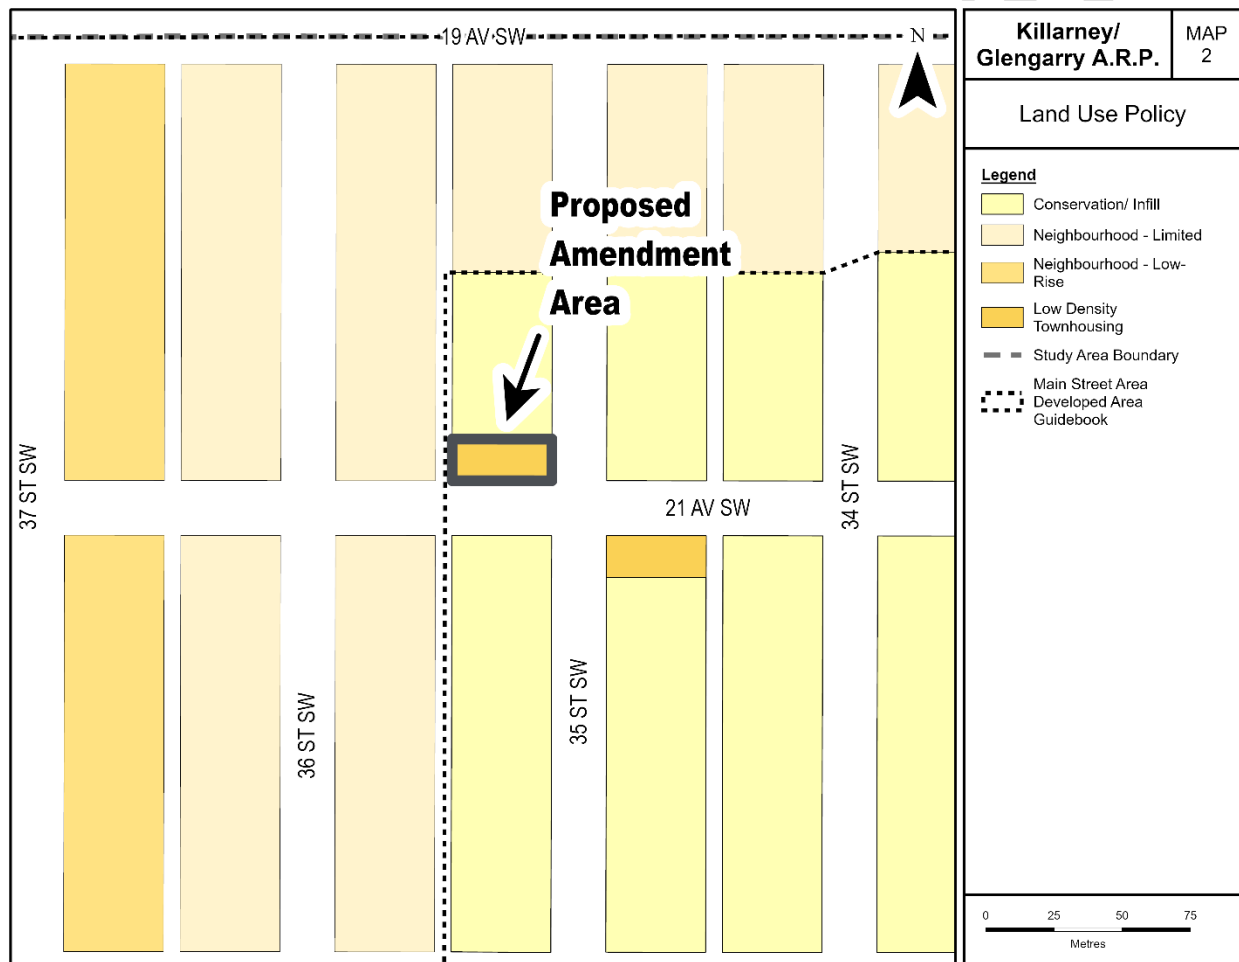 19 AV SW
N
Proposed
Amendment
Area
37 ST SW
21 AV SW
34 ST SW
36 ST SW
35 ST SW
Killarney/
Glengarry A.R.P.
MAP
2
Land Use Policy
Legend
Conservation/ Infill
Neighbourhood - Limited
Neighbourhood - Low-
Rise
Low Density
Townhousing
Study Area Boundary
Main Street Area
Developed Area
Guidebook
0 25 50 75
Metres